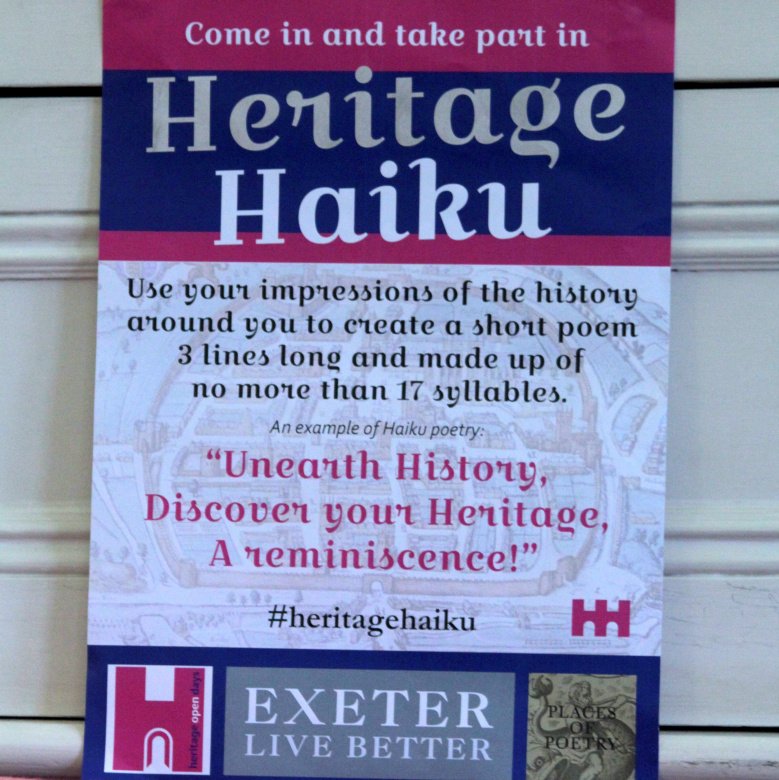 Come in and take part in
Heritage
Haiku
Use your impressions of the history
around you to create a short poem
3 lines long and made up of
no more than 17 syllables.
An example of Haiku poetry:
“Unearth History,
Discover your Heritage,
A reminiscence!”
#heritagehaiku
heritage open days
EXETER
LIVE BETTER
PLACES
OF
POETRY